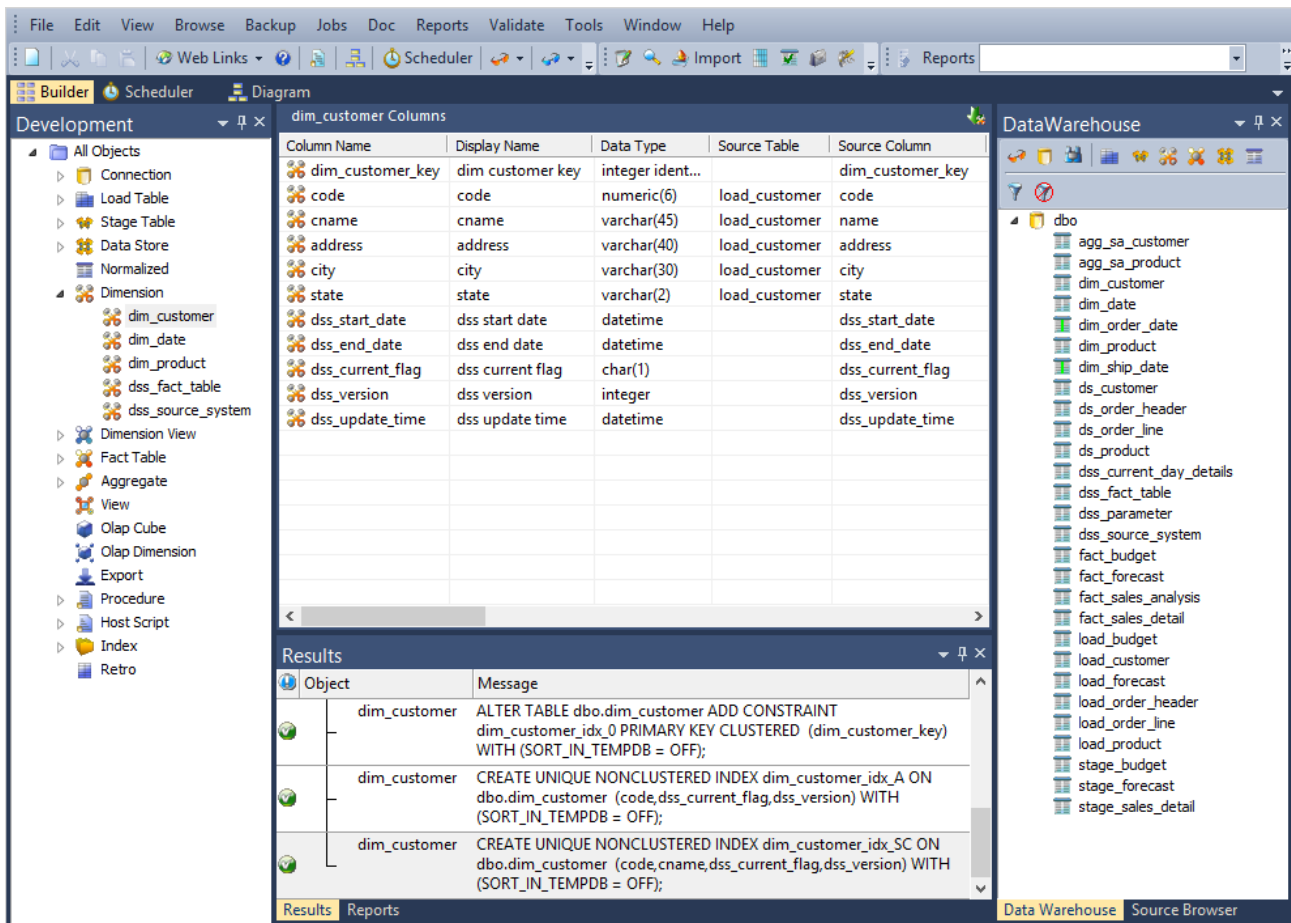 File Edit View Browse Backup Jobs Doc Reports Validate Tools Window Help
Web Links Scheduler Import Reports
Builder Scheduler Diagram
Development
All Objects
Connection
Load Table
Stage Table
Data Store
Normalized
Dimension
dim_customer
dim_date
dim_product
dss_fact_table
dss_source_system
Dimension View
Fact Table
Aggregate
View
Olap Cube
Olap Dimension
Export
Procedure
Host Script
Index
Retro
dim_customer Columns
Column Name Display Name Data Type Source Table Source Column
dim_customer_key dim customer key integer ident... dim_customer_key
code code numeric(6) load_customer code
cname cname varchar(45) load_customer name
address address varchar(40) load_customer address
city city varchar(30) load_customer city
state state varchar(2) load_customer state
dss_start_date dss start date datetime dss_start_date
dss_end_date dss end date datetime dss_end_date
dss_current_flag dss current flag char(1) dss_current_flag
dss_version dss version integer dss_version
dss_update_time dss update time datetime dss_update_time
Results
Object Message
dim_customer ALTER TABLE dbo.dim_customer ADD CONSTRAINT
dim_customer_idx_0 PRIMARY KEY CLUSTERED (dim_customer_key)
WITH (SORT_IN_TEMPDB = OFF);
dim_customer CREATE UNIQUE NONCLUSTERED INDEX dim_customer_idx_A ON
dbo.dim_customer (code,dss_current_flag,dss_version) WITH
(SORT_IN_TEMPDB = OFF);
dim_customer CREATE UNIQUE NONCLUSTERED INDEX dim_customer_idx_SC ON
dbo.dim_customer (code,cname,dss_current_flag,dss_version) WITH
(SORT_IN_TEMPDB = OFF);
Results Reports
DataWarehouse
dbo
agg_sa_customer
agg_sa_product
dim_customer
dim_date
dim_order_date
dim_product
dim_ship_date
ds_customer
ds_order_header
ds_order_line
ds_product
dss_current_day_details
dss_fact_table
dss_parameter
dss_source_system
fact_budget
fact_forecast
fact_sales_analysis
fact_sales_detail
load_budget
load_customer
load_forecast
load_order_header
load_order_line
load_product
stage_budget
stage_forecast
stage_sales_detail
Data Warehouse Source Browser